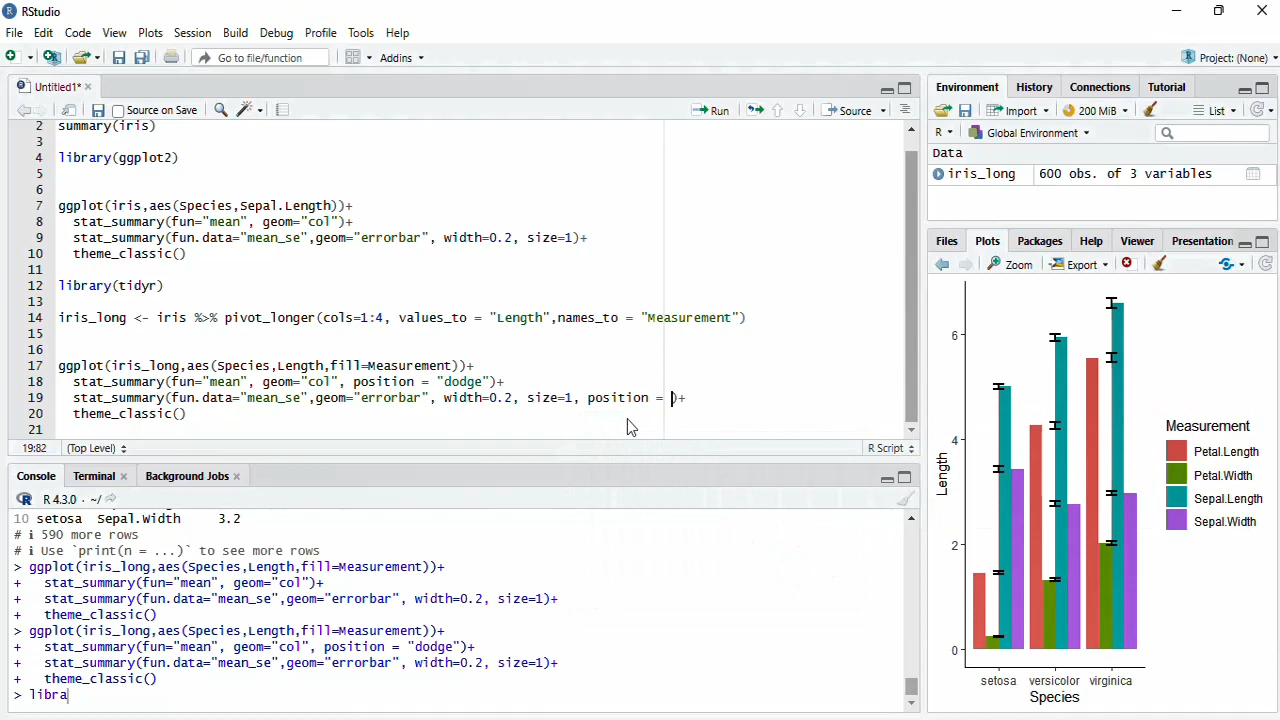 RStudio
File Edit Code View Plots Session Build Debug Profile Tools Help
Go to file/function Addins Project: (None)
Untitled1*
Source on Save Run Source
2 summary(iris)
3
4 library(ggplot2)
5
6
7 ggplot(iris,aes(Species,Sepal.Length))+
8 stat_summary(fun="mean", geom="col")+
9 stat_summary(fun.data="mean_se",geom="errorbar", width=0.2, size=1)+
10 theme_classic()
11
12 library(tidyr)
13
14 iris_long <- iris %>% pivot_longer(cols=1:4, values_to = "Length",names_to = "Measurement")
15
16
17 ggplot(iris_long,aes(Species,Length,fill=Measurement))+
18 stat_summary(fun="mean", geom="col", position = "dodge")+
19 stat_summary(fun.data="mean_se",geom="errorbar", width=0.2, size=1, position = )+
20 theme_classic()
21
19:82 (Top Level) R Script
Console Terminal Background Jobs
R 4.3.0 · ~/
10 setosa Sepal.Width 3.2
# ℹ 590 more rows
# ℹ Use `print(n = ...)` to see more rows
> ggplot(iris_long,aes(Species,Length,fill=Measurement))+
+ stat_summary(fun="mean", geom="col")+
+ stat_summary(fun.data="mean_se",geom="errorbar", width=0.2, size=1)+
+ theme_classic()
> ggplot(iris_long,aes(Species,Length,fill=Measurement))+
+ stat_summary(fun="mean", geom="col", position = "dodge")+
+ stat_summary(fun.data="mean_se",geom="errorbar", width=0.2, size=1)+
+ theme_classic()
> libra
Environment History Connections Tutorial
Import 200 MiB List
R Global Environment
Data
iris_long 600 obs. of 3 variables
Files Plots Packages Help Viewer Presentation
Zoom Export
6
4
2
0
Length
setosa versicolor virginica
Species
Measurement
Petal.Length
Petal.Width
Sepal.Length
Sepal.Width